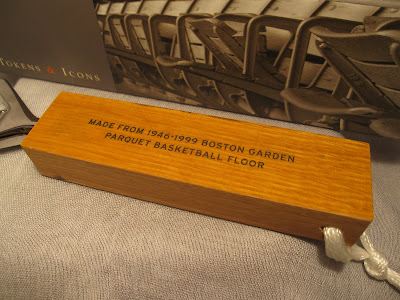 TOKENS & ICONS
MADE FROM 1946-1999 BOSTON GARDEN
PARQUET BASKETBALL FLOOR